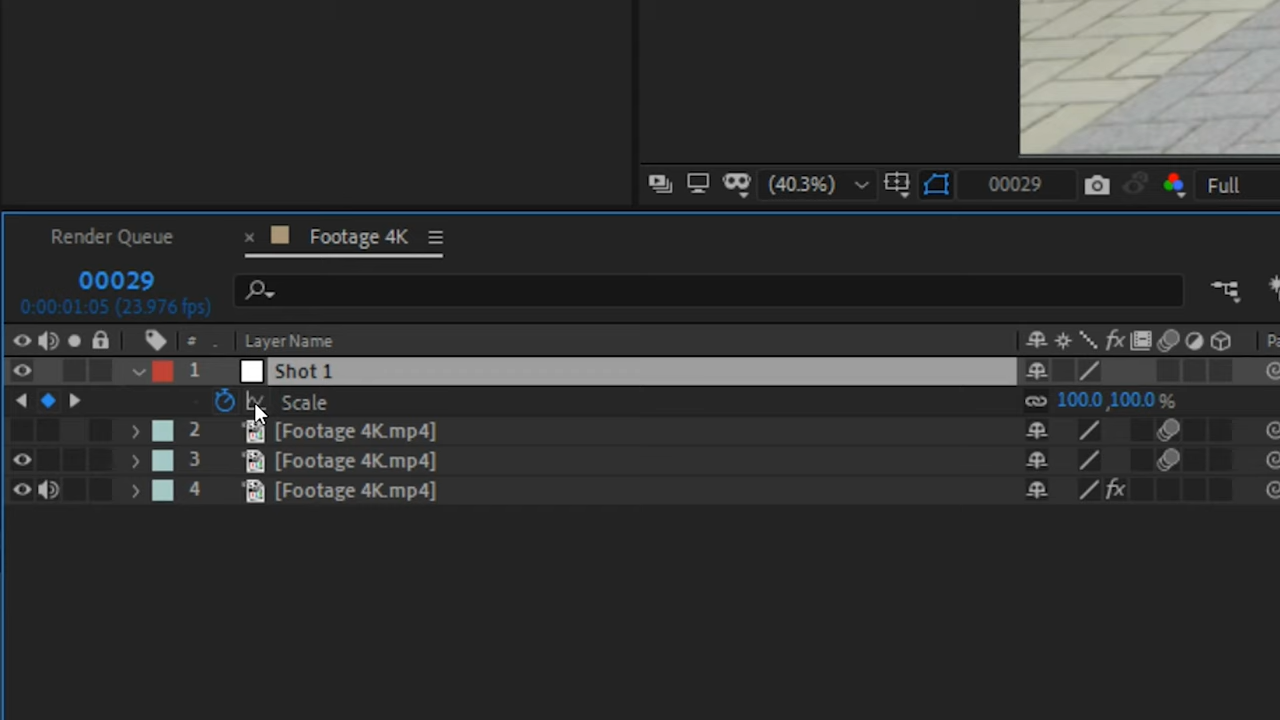 (40.3%) 00029 Full
Render Queue × Footage 4K
00029
0:00:01:05 (23.976 fps)
# . Layer Name fx
1 Shot 1
Scale 100.0,100.0 %
2 [Footage 4K.mp4]
3 [Footage 4K.mp4]
4 [Footage 4K.mp4] fx